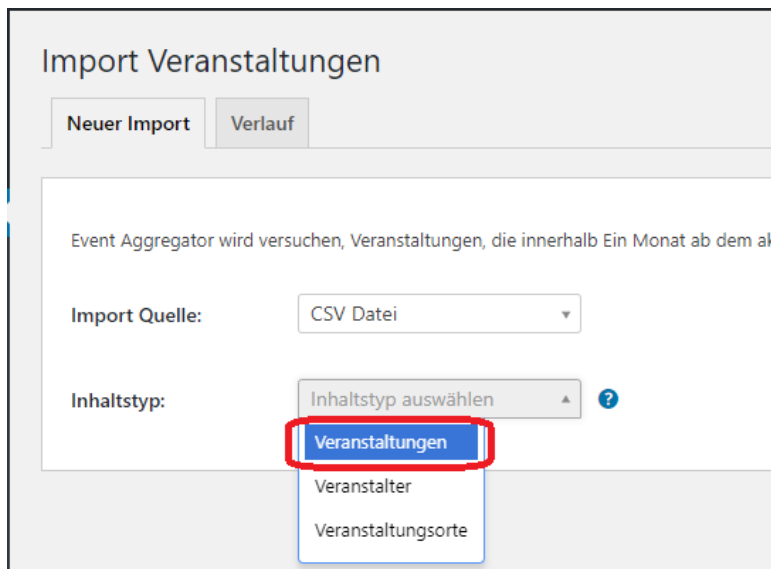 Import Veranstaltungen
Neuer Import Verlauf
Event Aggregator wird versuchen, Veranstaltungen, die innerhalb Ein Monat ab dem
Import Quelle: CSV Datei
Inhaltstyp: Inhaltstyp auswählen ?
Veranstaltungen
Veranstalter
Veranstaltungsorte